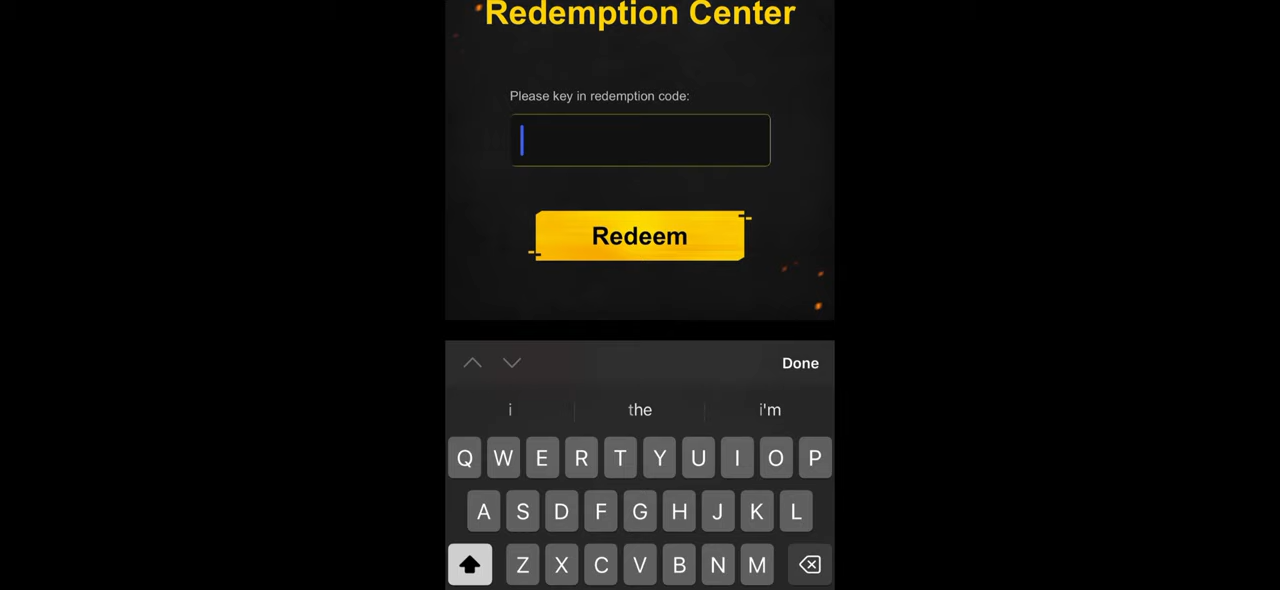 Redemption Center
Please key in redemption code:
Redeem
Done
i the i'm
Q W E R T Y U I O P
A S D F G H J K L
Z X C V B N M